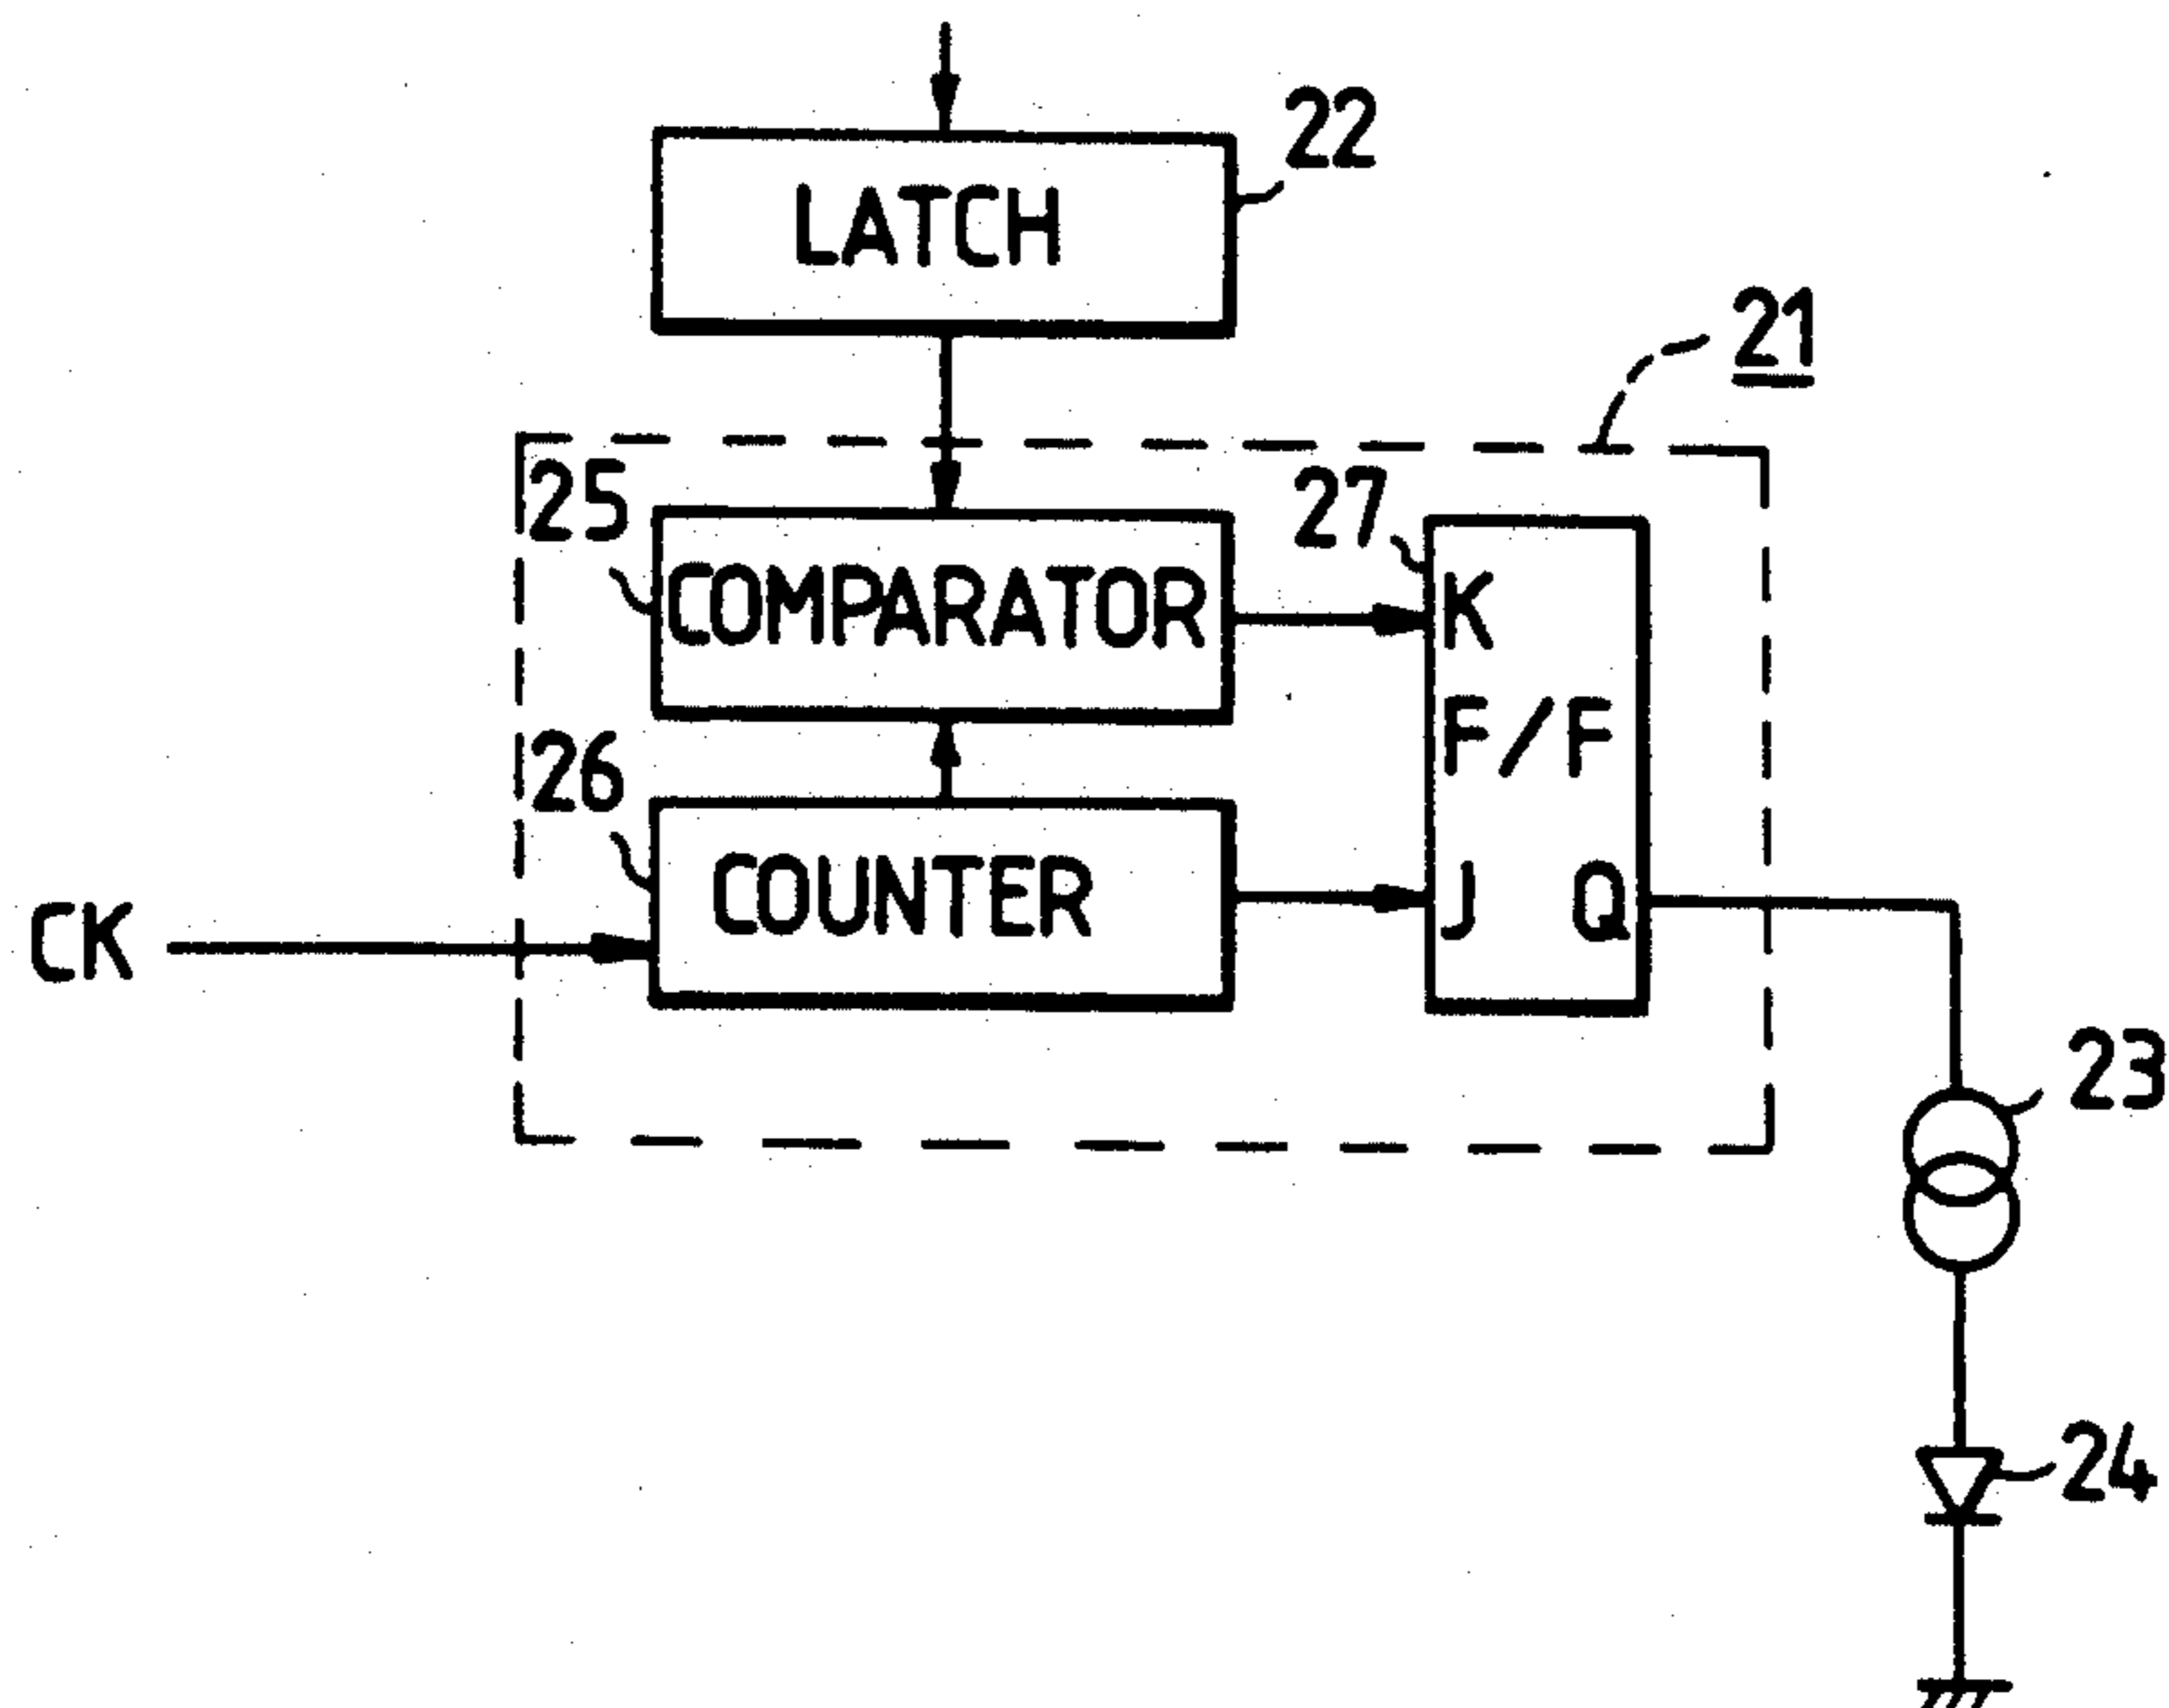 22
LATCH
21
25
27
COMPARATOR
K
F/F
26
COUNTER
J Q
CK
23
24